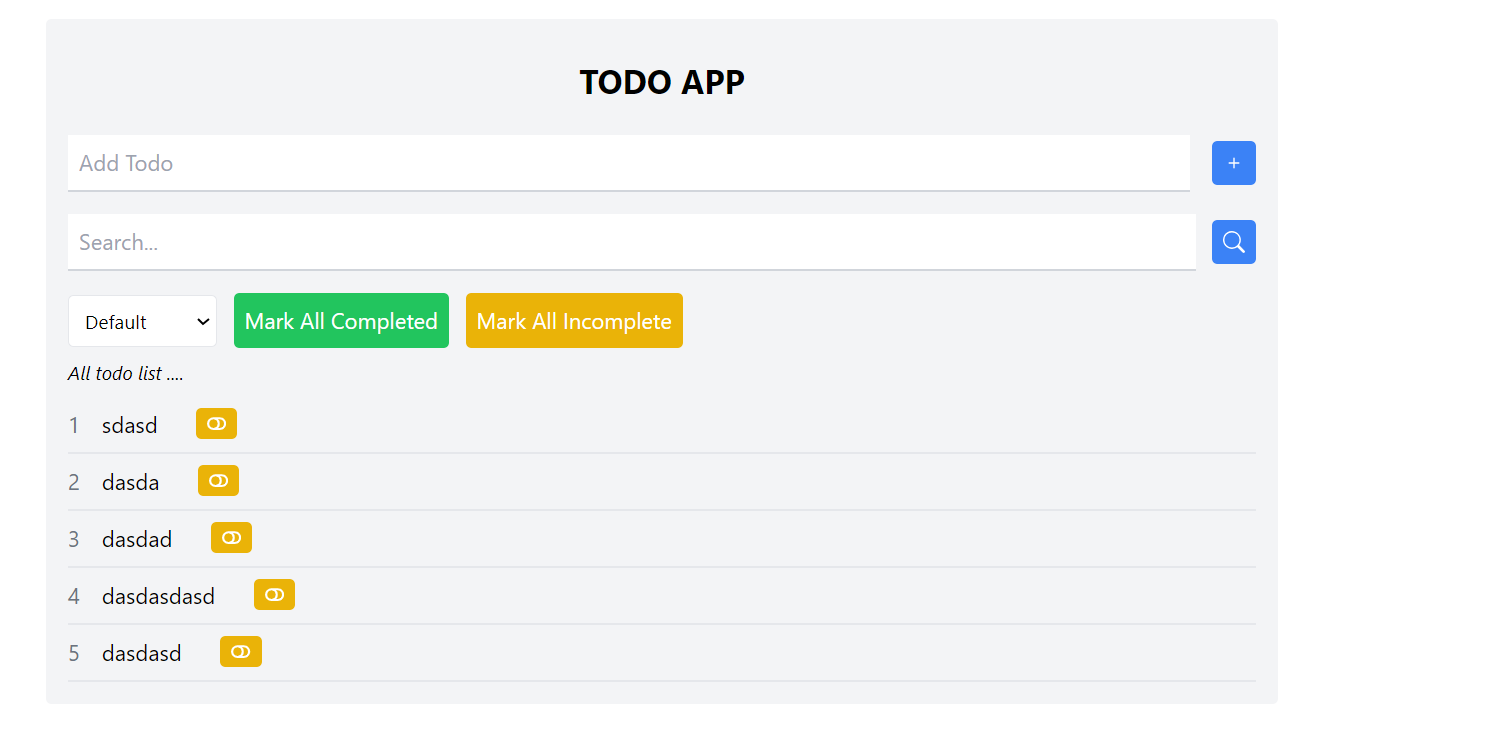 TODO APP
Add Todo
+
Search...
Default Mark All Completed Mark All Incomplete
All todo list ....
1 sdasd
2 dasda
3 dasdad
4 dasdasdasd
5 dasdasd